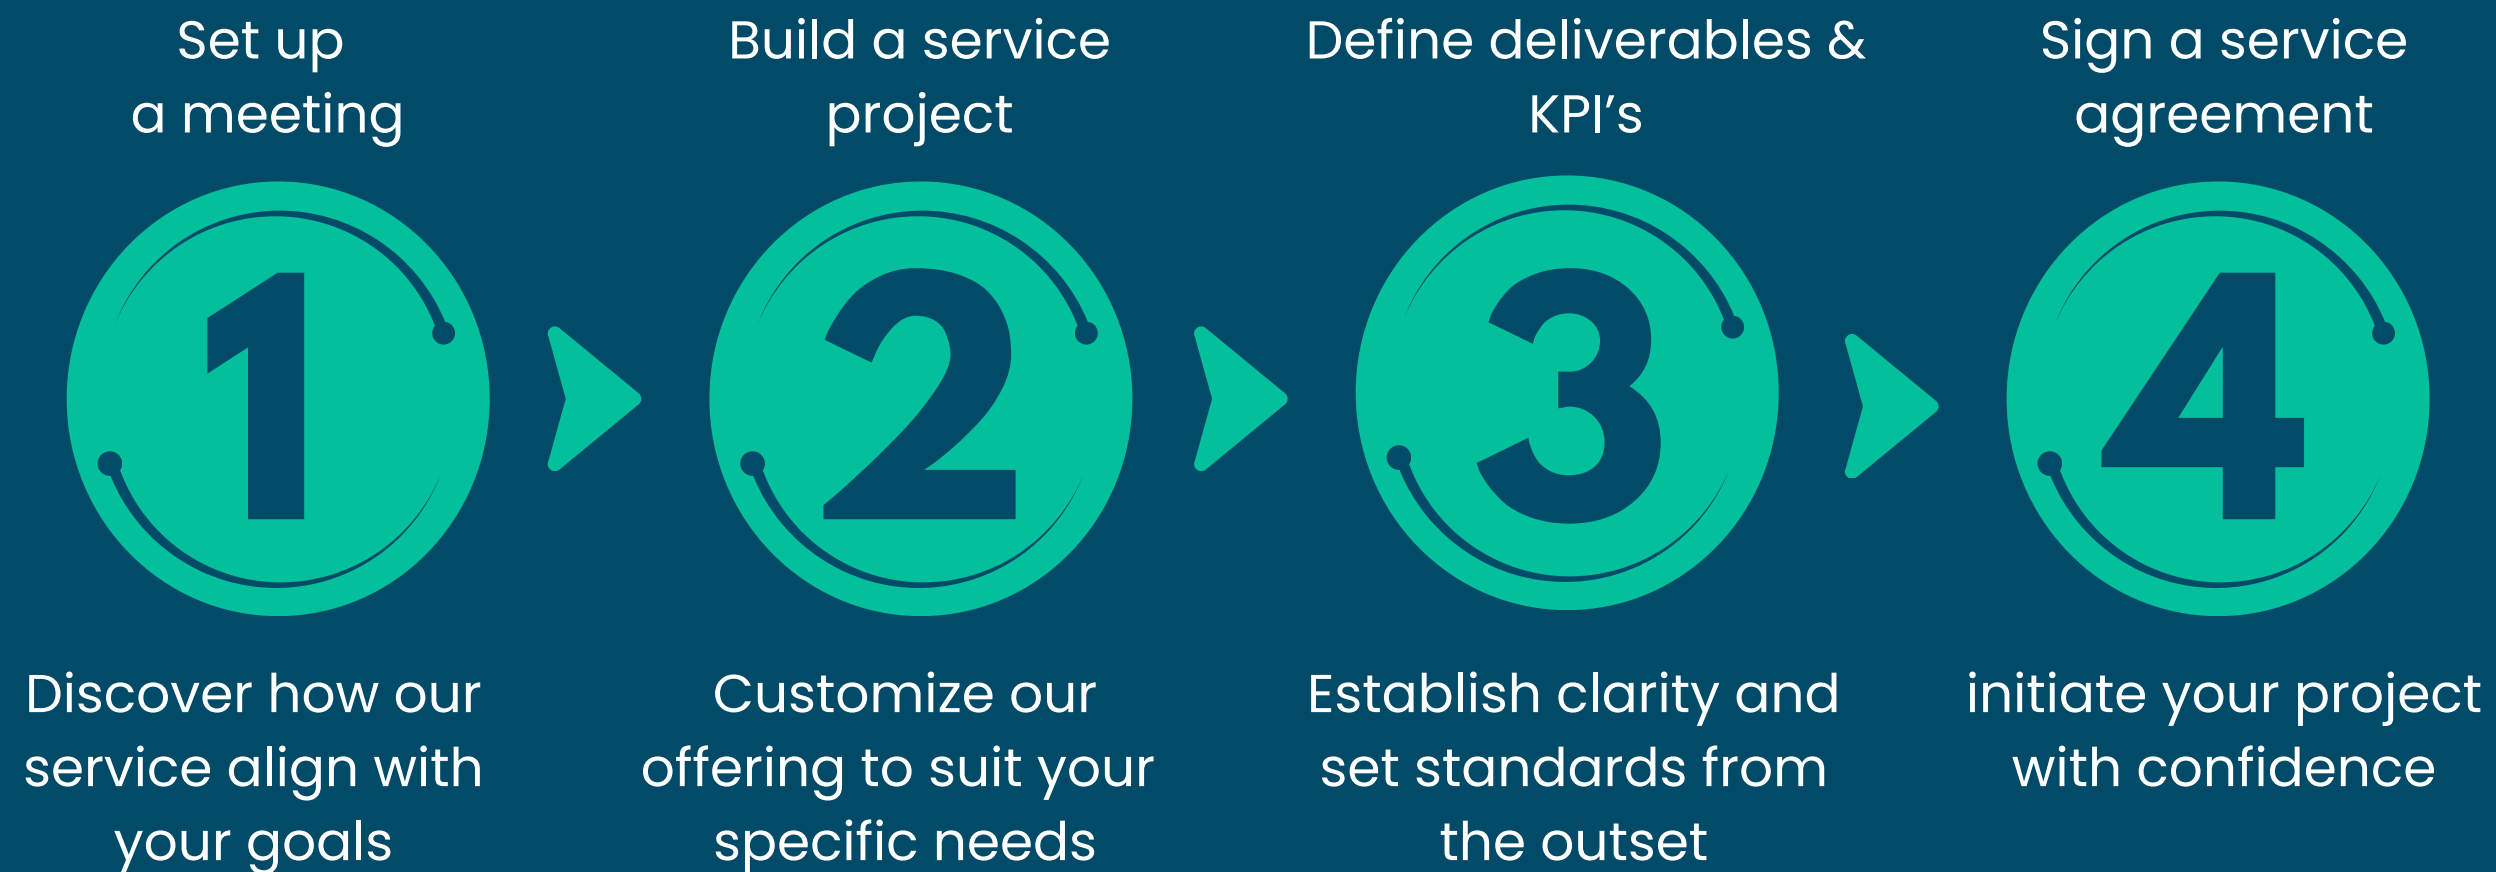 Set up
a meeting
Build a service
project
Define deliverables &
KPI's
Sign a service
agreement
1
2
3
4
Discover how our
service align with
your goals
Customize our
offering to suit your
specific needs
Establish clarity and
set standards from
the outset
initiate your project
with confidence